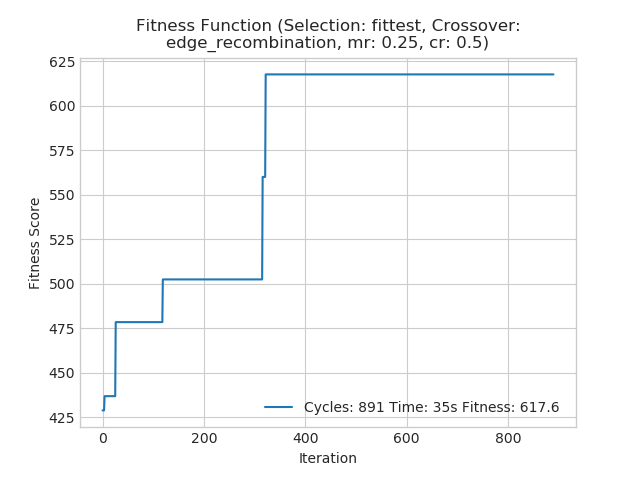 Fitness Function (Selection: fittest, Crossover:
edge_recombination, mr: 0.25, cr: 0.5)
625
600
575
550
525
500
475
450
425
Fitness Score
Cycles: 891 Time: 35s Fitness: 617.6
0 200 400 600 800
Iteration